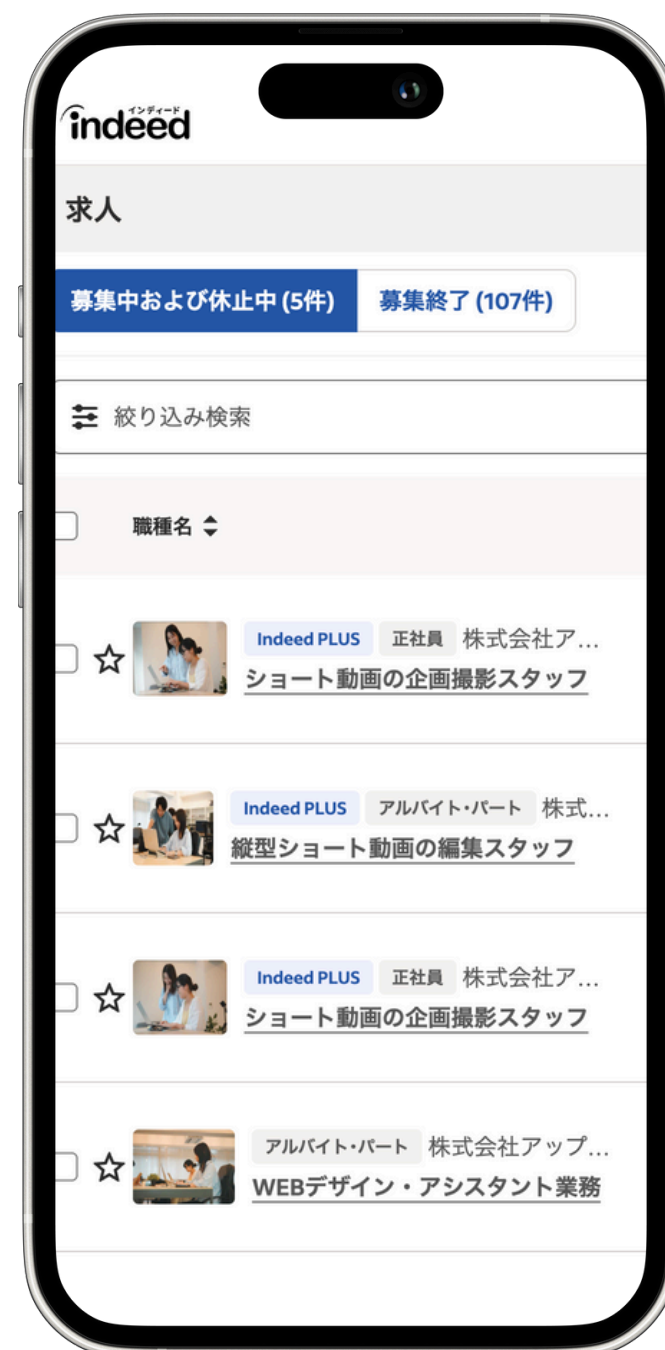 インディード
indeed
求人
募集中および休止中 (5件) 募集終了 (107件)
絞り込み検索
職種名
Indeed PLUS 正社員 株式会社ア...
ショート動画の企画撮影スタッフ
Indeed PLUS アルバイト・パート 株式...
縦型ショート動画の編集スタッフ
Indeed PLUS 正社員 株式会社ア...
ショート動画の企画撮影スタッフ
アルバイト・パート 株式会社アップ...
WEBデザイン・アシスタント業務